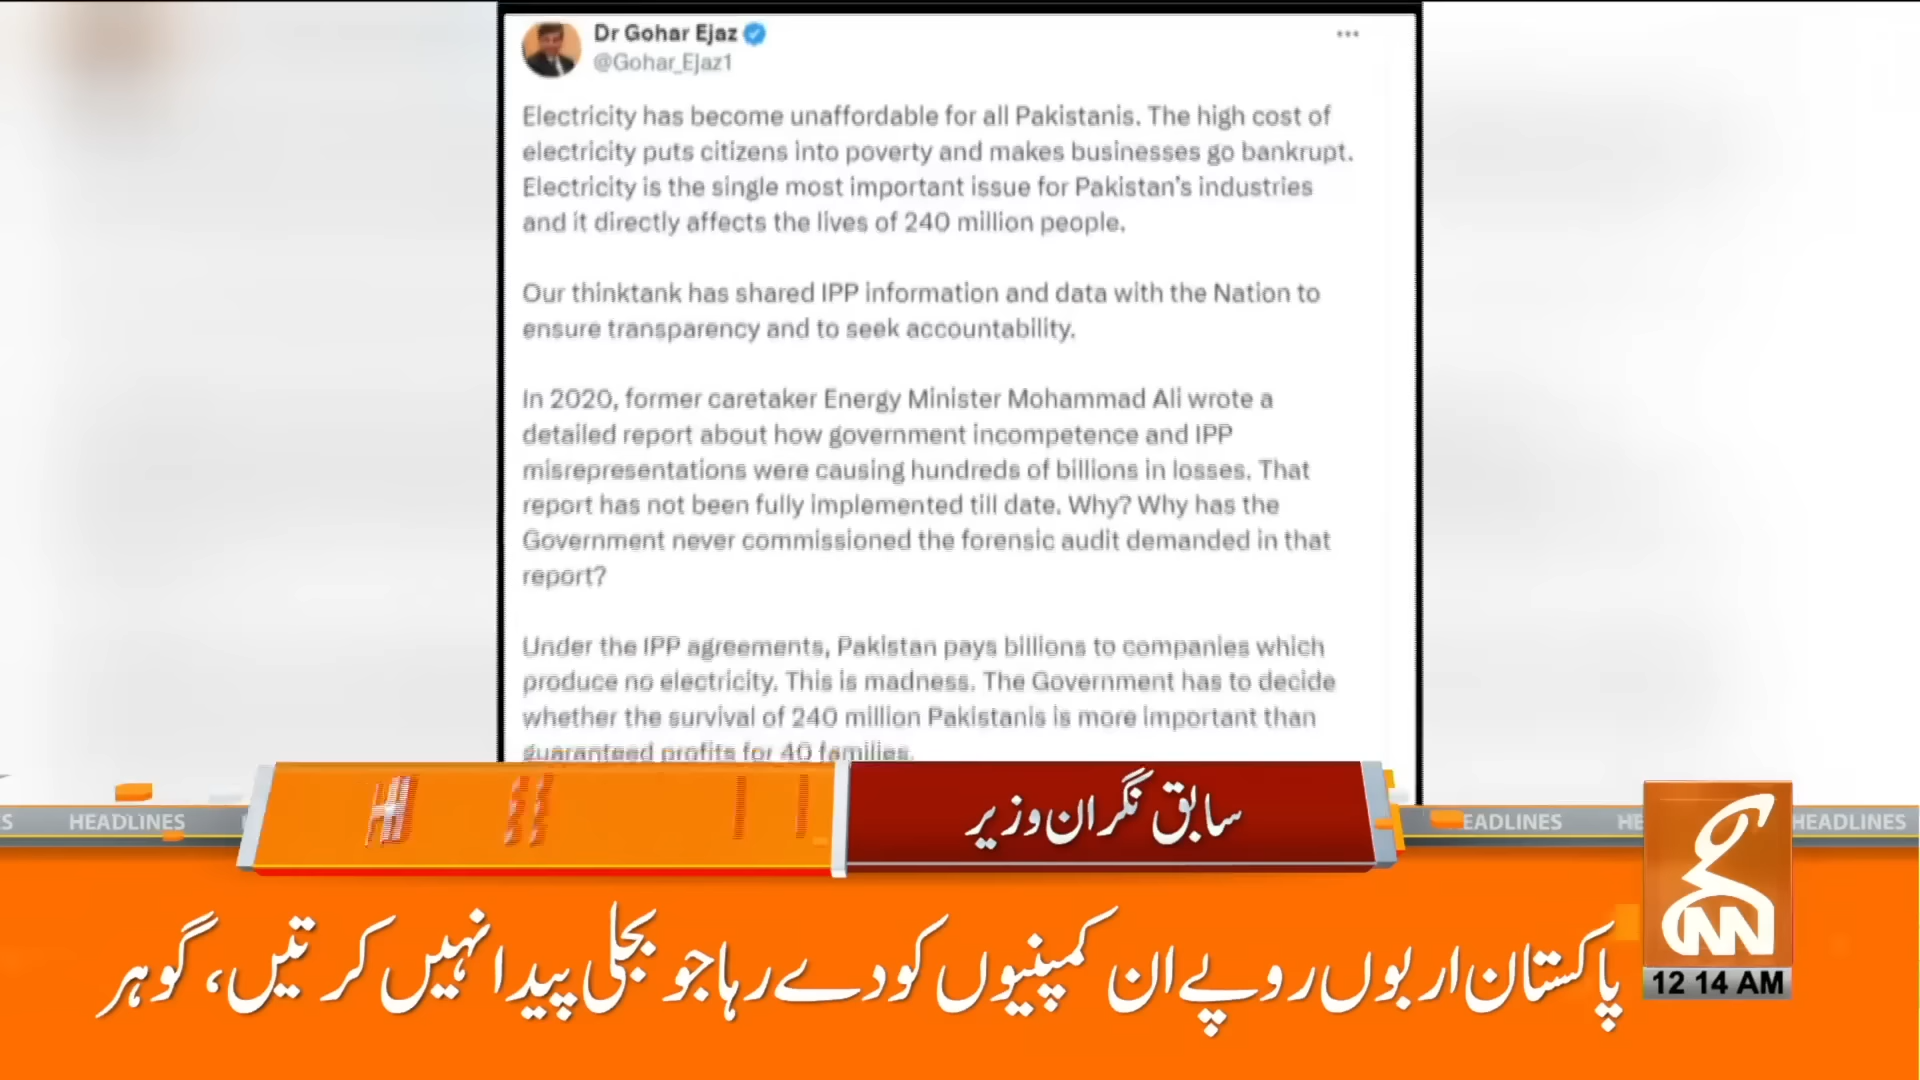 Dr Gohar Ejaz
@Gohar_Ejaz1
Electricity has become unaffordable for all Pakistanis. The high cost of
electricity puts citizens into poverty and makes businesses go bankrupt.
Electricity is the single most important issue for Pakistan's industries
and it directly affects the lives of 240 million people.
Our thinktank has shared IPP information and data with the Nation to
ensure transparency and to seek accountability.
In 2020, former caretaker Energy Minister Mohammad Ali wrote a
detailed report about how government incompetence and IPP
misrepresentations were causing hundreds of billions in losses. That
report has not been fully implemented till date. Why? Why has the
Government never commissioned the forensic audit demanded in that
report?
Under the IPP agreements, Pakistan pays billions to companies which
produce no electricity. This is madness. The Government has to decide
whether the survival of 240 million Pakistanis is more important than
guaranteed profits for 40 families.
سابق نگران وزیر
HEADLINES
EADLINES
HEADLINES
GNN
12 14 AM
پاکستان اربوں روپے ان کمپنیوں کو دے رہا جو بجلی پیدا نہیں کرتیں، گوہر